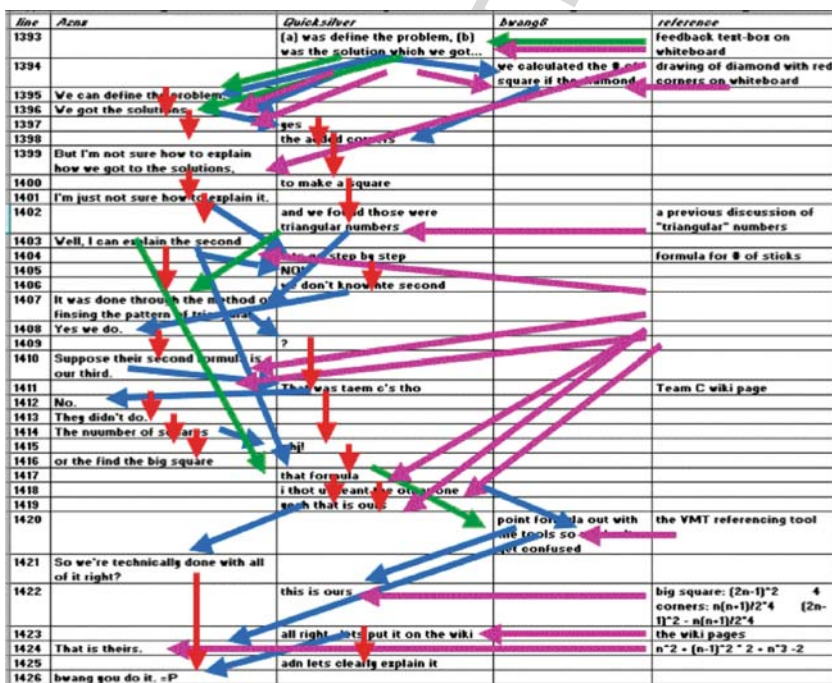 line Aznx Quicksilver bwang8 reference
1393 (a) was define the problem, (b) feedback text-box on
was the solution which we got... whiteboard
1394 we calculated the # of drawing of diamond with red
square if the diamond corners on whiteboard
1395 We can define the problem,
1396 We got the solutions
1397 yes
1398 the added corners
1399 But I'm not sure how to explain
how we got to the solutions,
1400 to make a square
1401 I'm just not sure how to explain it.
1402 and we found those were a previous discussion of
triangular numbers "triangular" numbers
1403 Well, I can explain the second
1404 step by step formula for # of sticks
1405
1406 we don't know second
1407 It was done through the method of
finsing the pattern of
1408 Yes we do.
1409 ?
1410 Suppose their second formula is
our third.
1411 That was taem c's tho Team C wiki page
1412 No.
1413 They didn't do.
1414 The nuumber of squares
1415
1416 or the find the big square
1417 that formula
1418 i thot u meant the other one
1419 yeah that is ours
1420 point formula out with the VMT referencing tool
the tools so
get confused
1421 So we're technically done with all
of it right?
1422 this is ours big square: (2n-1)^2 4
corners: n(n+1)/2*4 (2n-
1)^2 - n(n+1)/2*4
1423 all right lets put it on the wiki the wiki pages
1424 That is theirs. n^2 + (n-1)^2 * 2 + n*3 -2
1425 adn lets clearly explain it
1426 bwang you do it. =P